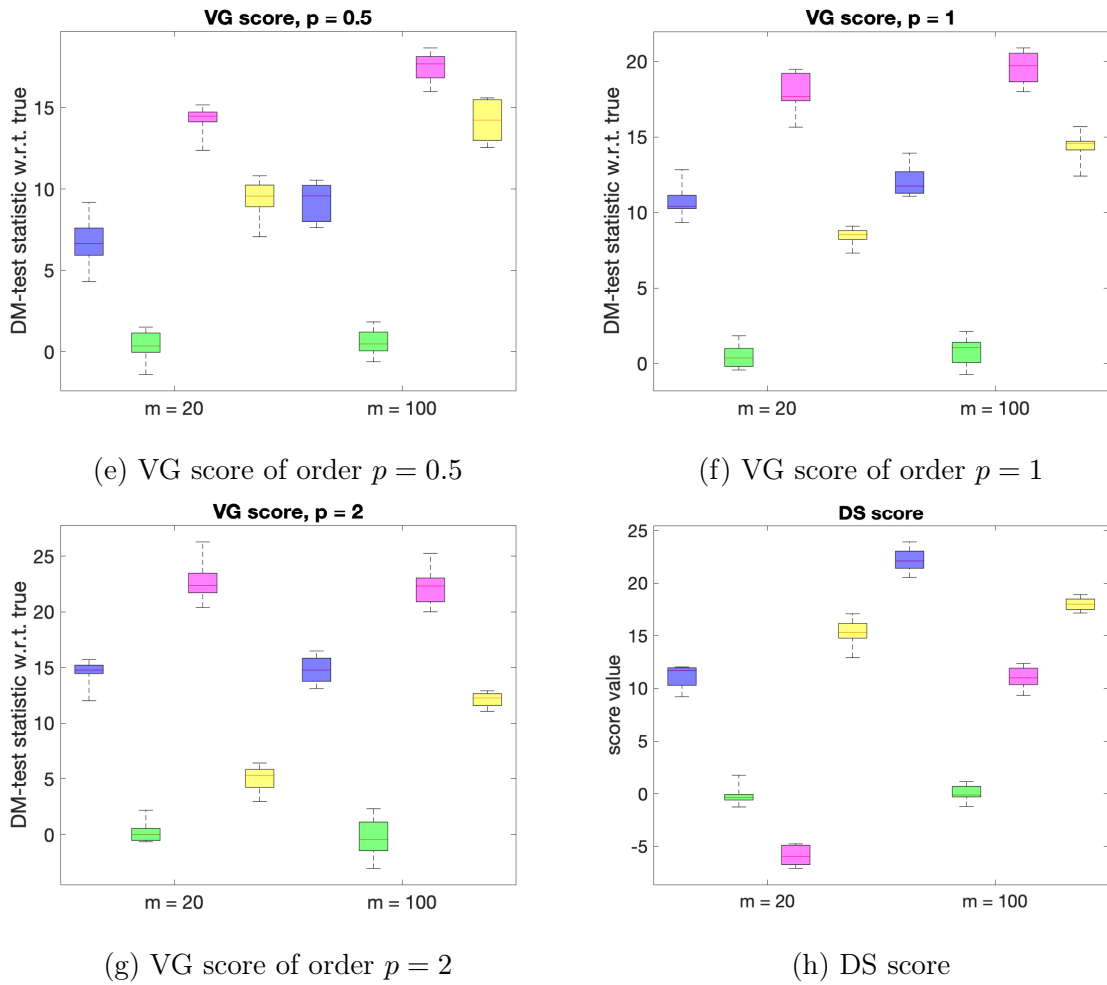 VG score, p = 0.5
DM-test statistic w.r.t. true
15
10
5
0
m = 20 m = 100
(e) VG score of order p = 0.5
VG score, p = 1
DM-test statistic w.r.t. true
20
15
10
5
0
m = 20 m = 100
(f) VG score of order p = 1
VG score, p = 2
DM-test statistic w.r.t. true
25
20
15
10
5
0
m = 20 m = 100
(g) VG score of order p = 2
DS score
score value
25
20
15
10
5
0
-5
m = 20 m = 100
(h) DS score